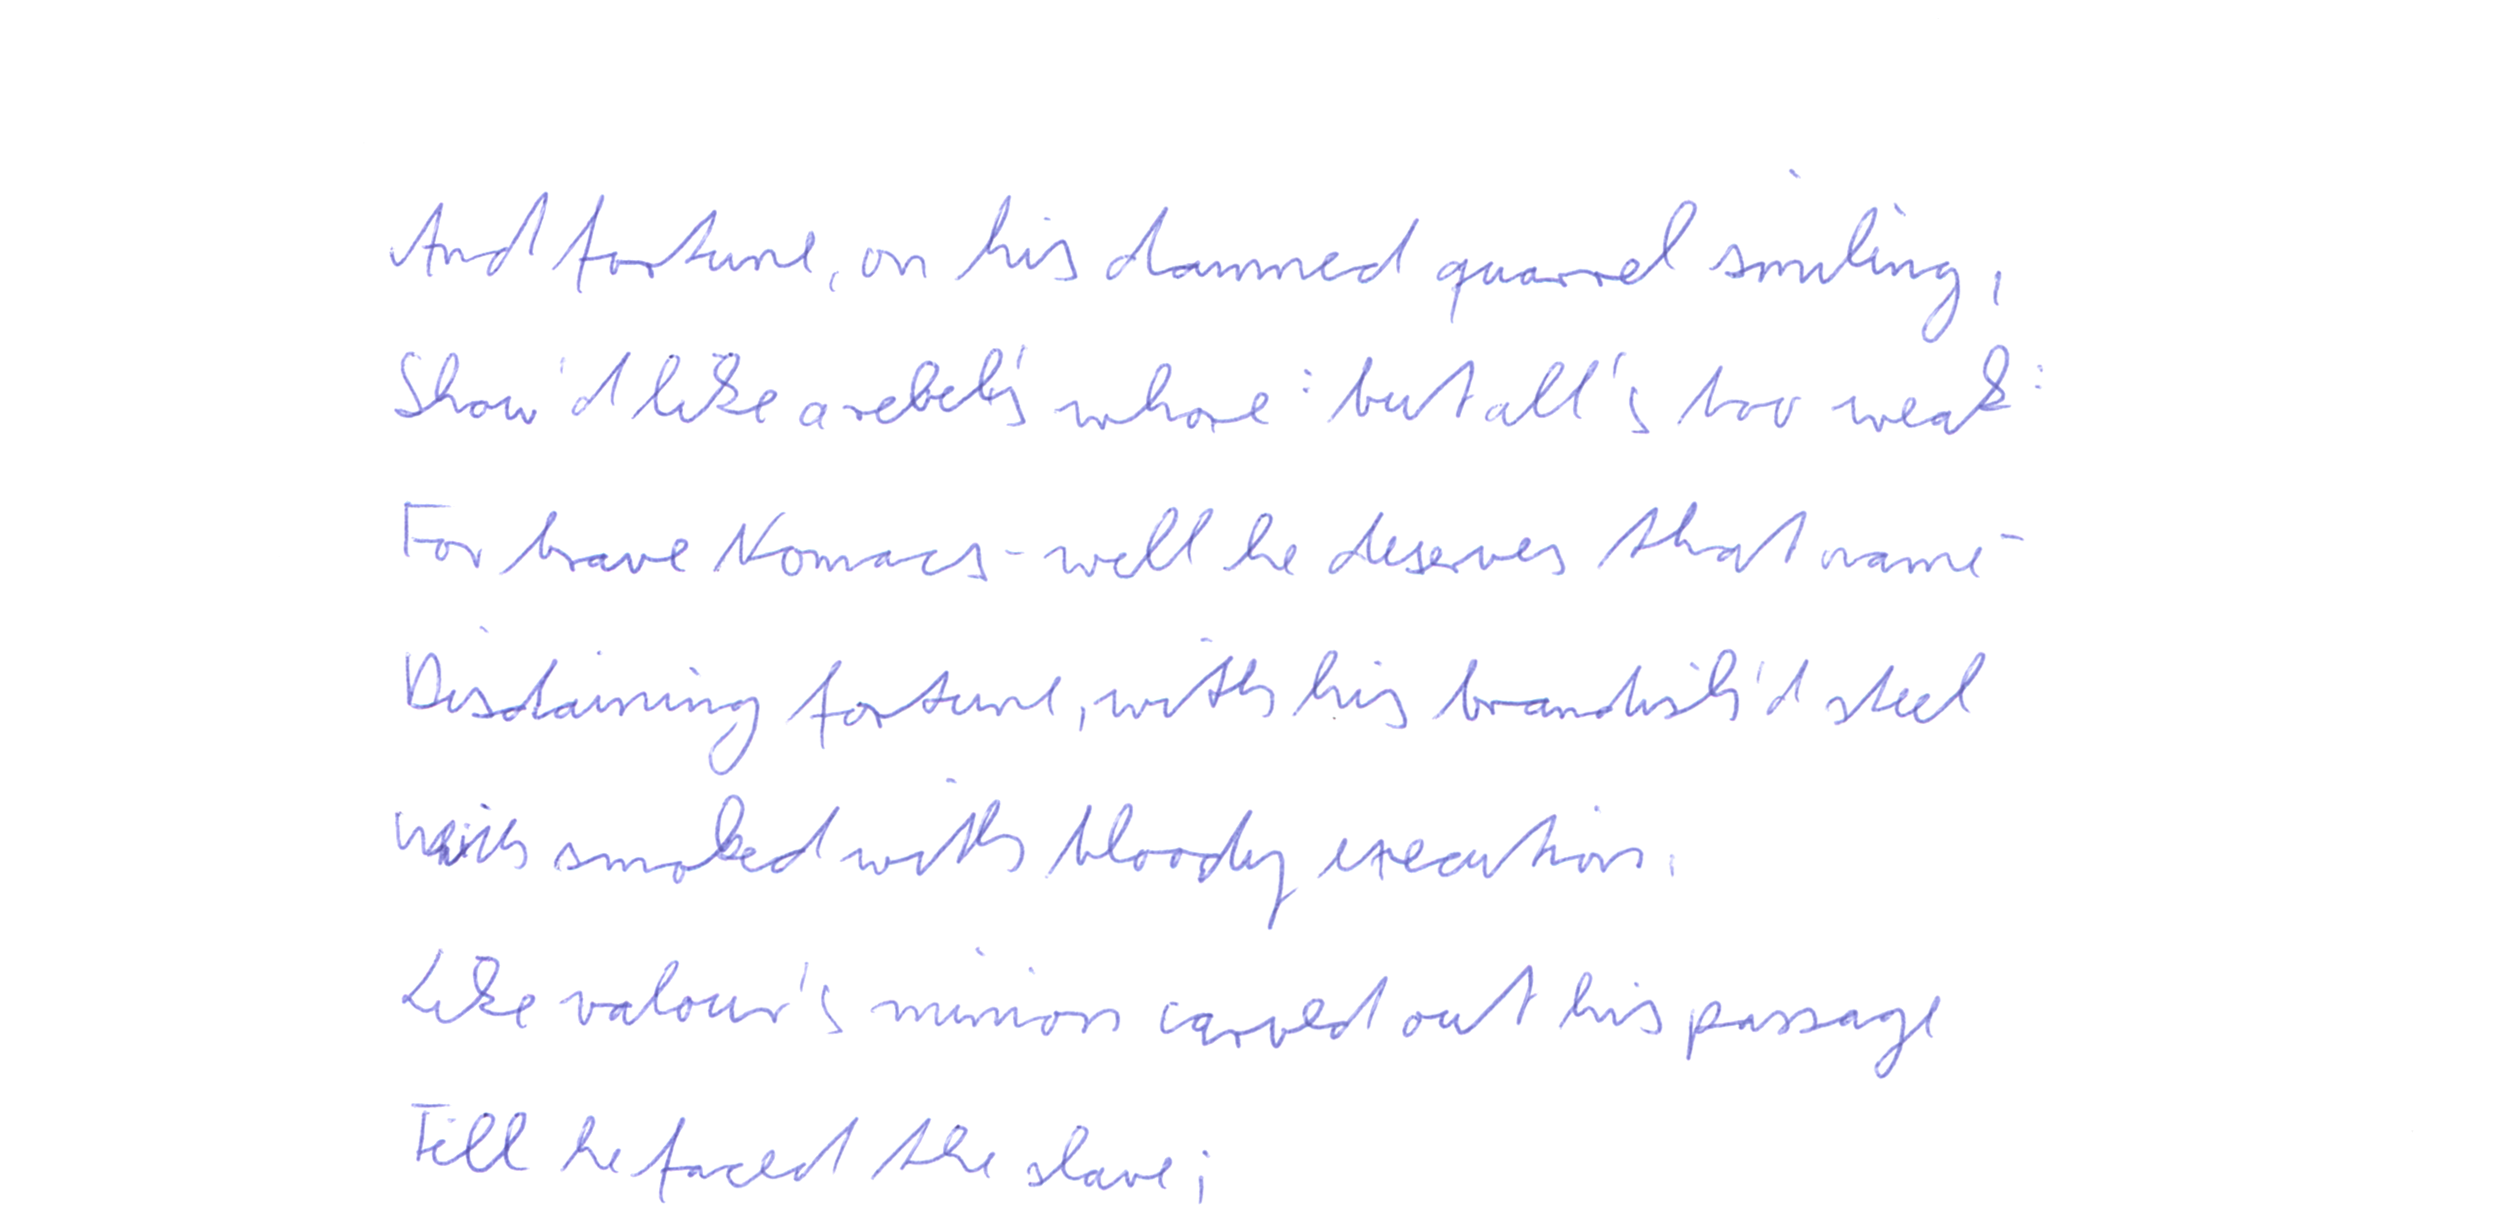 And fortune, on his damned quarrel smiling,
Show'd like a rebel's whore: but all's too weak:
For brave Nomacs - well he deserves that name -
Disdaining fortune, with his brandish'd steel
Which smoked with bloody execution,
Like valour's minion carved out his passage
Till he faced the slave;